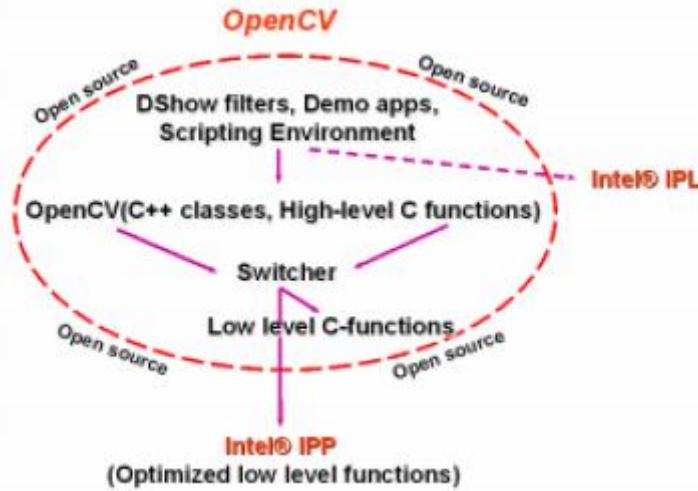 OpenCV
Open source
Open source
DShow filters, Demo apps,
Scripting Environment
Intel® IPL
OpenCV(C++ classes, High-level C functions)
Switcher
Low level C-functions
Open source
Open source
Intel® IPP
(Optimized low level functions)